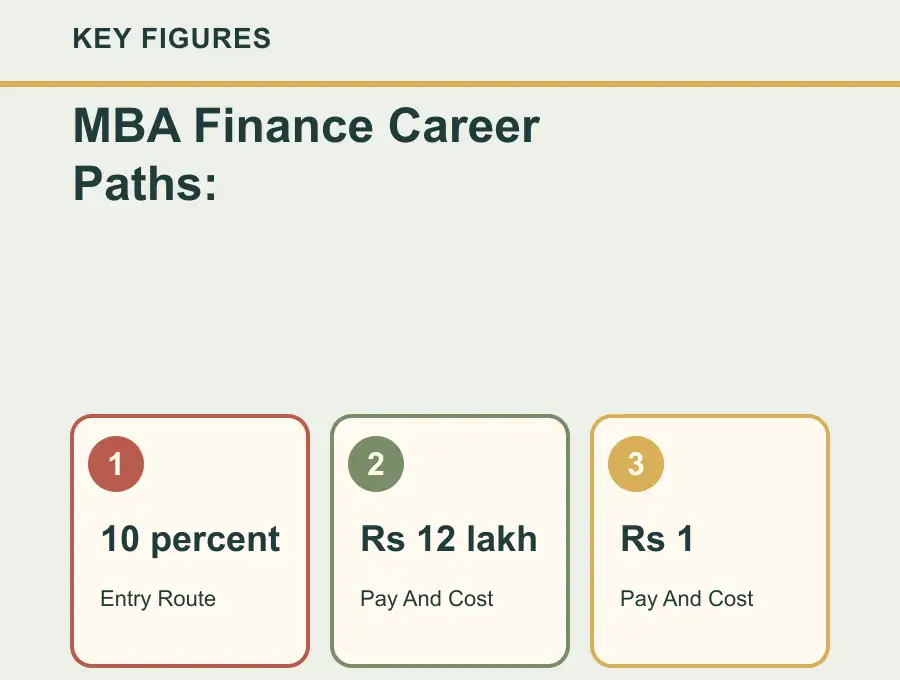 KEY FIGURES
MBA Finance Career
Paths:
1
10 percent
Entry Route
2
Rs 12 lakh
Pay And Cost
3
Rs 1
Pay And Cost